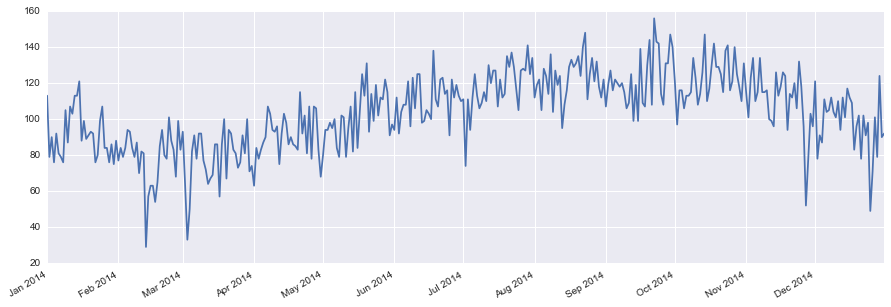 160
140
120
100
80
60
40
20
Jan 2014
Feb 2014
Mar 2014
Apr 2014
May 2014
Jun 2014
Jul 2014
Aug 2014
Sep 2014
Oct 2014
Nov 2014
Dec 2014